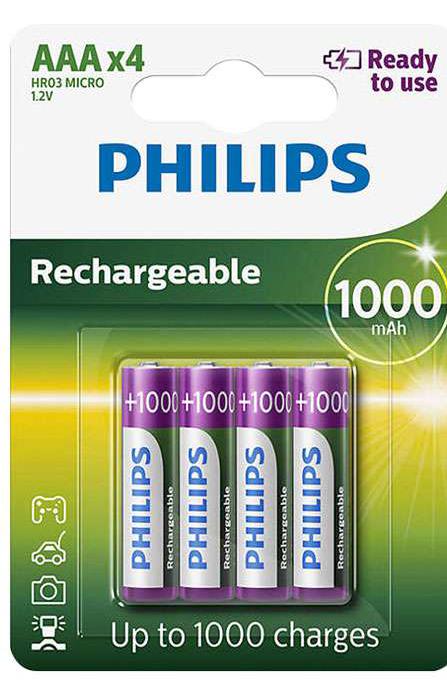 AAA x4
HR03 MICRO
1.2V
Ready
to use
PHILIPS
Rechargeable
1000
mAh
+1000 +1000 +1000 +1000
PHILIPS PHILIPS PHILIPS PHILIPS
Rechargeable Rechargeable Rechargeable Rechargeable
Up to 1000 charges